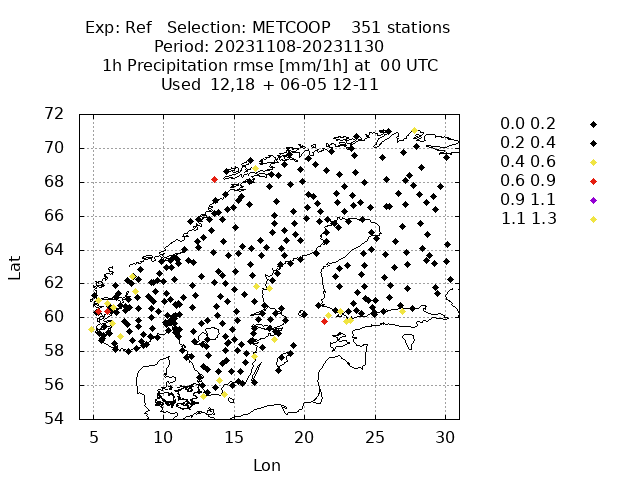 Exp: Ref   Selection: METCOOP    351 stations
Period: 20231108-20231130
1h Precipitation rmse [mm/1h] at  00 UTC
Used  12,18 + 06-05 12-11
0.0 0.2
0.2 0.4
0.4 0.6
0.6 0.9
0.9 1.1
1.1 1.3
72
70
68
66
64
62
60
58
56
54
Lat
5 10 15 20 25 30
Lon